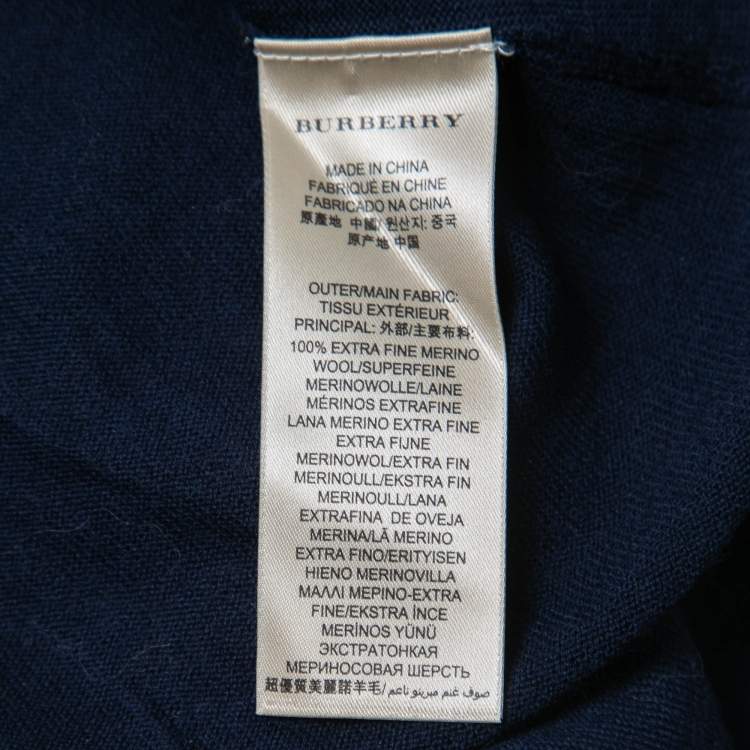 BURBERRY
MADE IN CHINA
FABRIQUÉ EN CHINE
FABRICADO NA CHINA
原產地 中國/ 원산지: 중국
原产地 中国
OUTER/MAIN FABRIC:
TISSU EXTÉRIEUR
PRINCIPAL: 外部/主要布料:
100% EXTRA FINE MERINO
WOOL/SUPERFEINE
MERINOWOLLE/LAINE
MÉRINOS EXTRAFINE
LANA MERINO EXTRA FINE
EXTRA FIJNE
MERINOWOL/EXTRA FIN
MERINOULL/EKSTRA FIN
MERINOULL/LANA
EXTRAFINA DE OVEJA
MERINA/LÃ MERINO
EXTRA FINO/ERITYISEN
HIENO MERINOVILLA
ΜΑΛΛΙ ΜΕΡΙΝΟ-EXTRA
FINE/EKSTRA İNCE
MERİNOS YÜNÜ
ЭКСТРАТОНКАЯ
МЕРИНОСОВАЯ ШЕРСТЬ
超優質美麗諾羊毛/صوف غنم مرينو ناعم